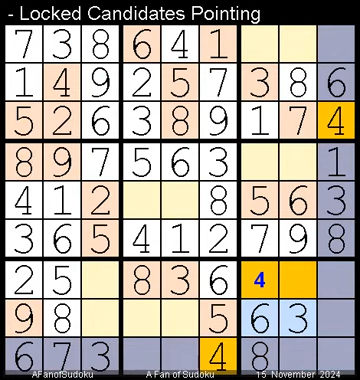 - Locked Candidates Pointing
7 3 8 6 4 1
1 4 9 2 5 7 3 8 6
5 2 6 3 8 9 1 7 4
8 9 7 5 6 3 1
4 1 2 8 5 6 3
3 6 5 4 1 2 7 9 8
2 5 8 3 6 4
9 8 5 6 3
6 7 3 4 8
AFanofSudoku A Fan of Sudoku 15 November 2024